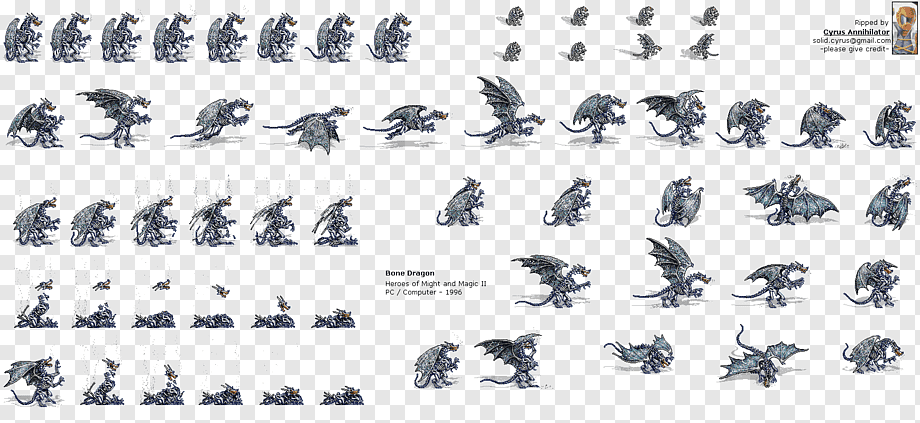 Ripped by
Cyrus Annihilator
solid.cyrus@gmail.com
~please give credit~
Bone Dragon
Heroes of Might and Magic II
PC / Computer - 1996